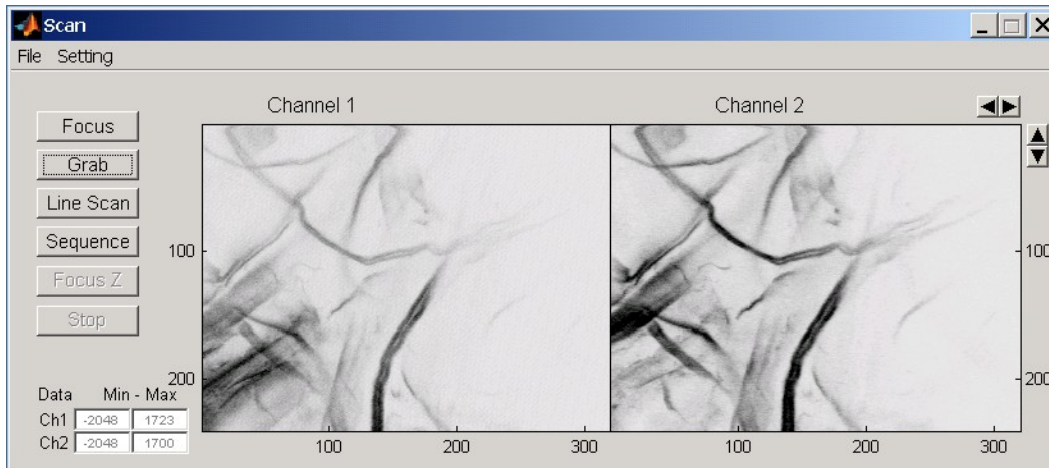 Scan
File Setting
Channel 1 Channel 2
Focus
Grab
Line Scan
Sequence
Focus Z
Stop
100 100
200 200
Data Min - Max
Ch1 -2048 1723
Ch2 -2048 1700
100 200 300 100 200 300